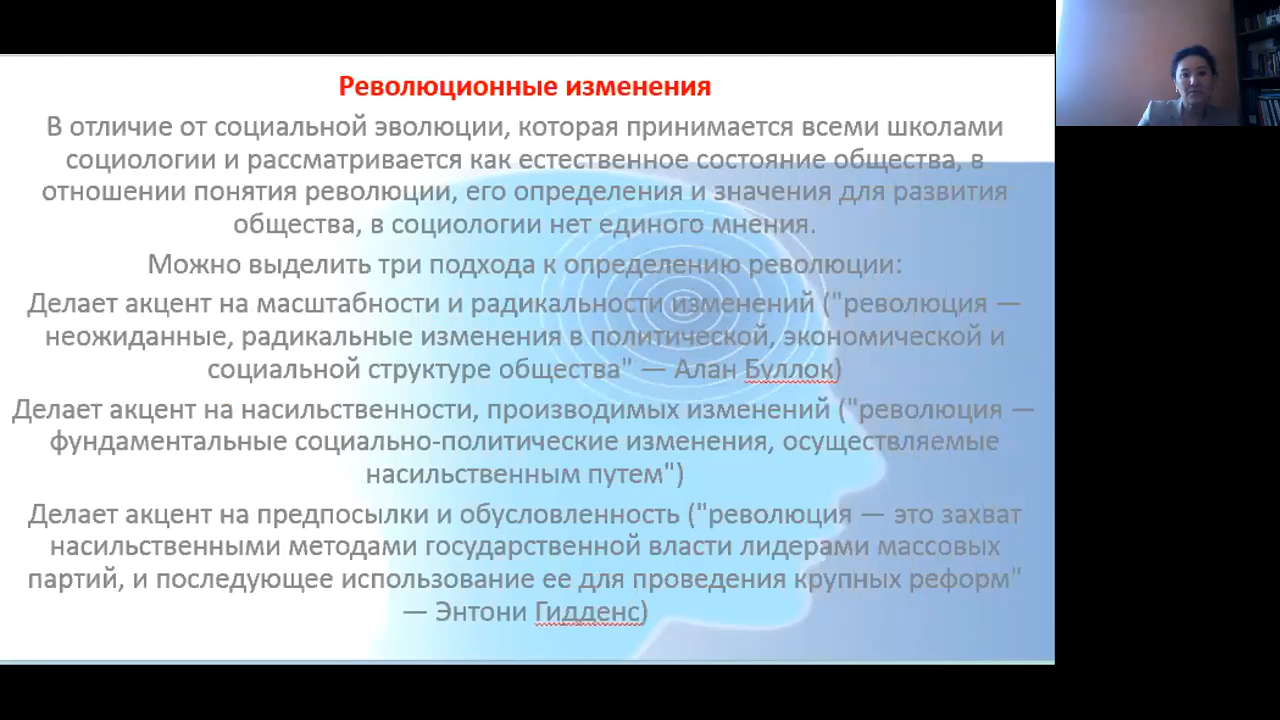 Революционные изменения
В отличие от социальной эволюции, которая принимается всеми школами
социологии и рассматривается как естественное состояние общества, в
отношении понятия революции, его определения и значения для развития
общества, в социологии нет единого мнения.
Можно выделить три подхода к определению революции:
Делает акцент на масштабности и радикальности изменений ("революция —
неожиданные, радикальные изменения в политической, экономической и
социальной структуре общества" — Алан Буллок)
Делает акцент на насильственности, производимых изменений ("революция —
фундаментальные социально-политические изменения, осуществляемые
насильственным путем")
Делает акцент на предпосылки и обусловленность ("революция — это захват
насильственными методами государственной власти лидерами массовых
партий, и последующее использование ее для проведения крупных реформ"
— Энтони Гидденс)